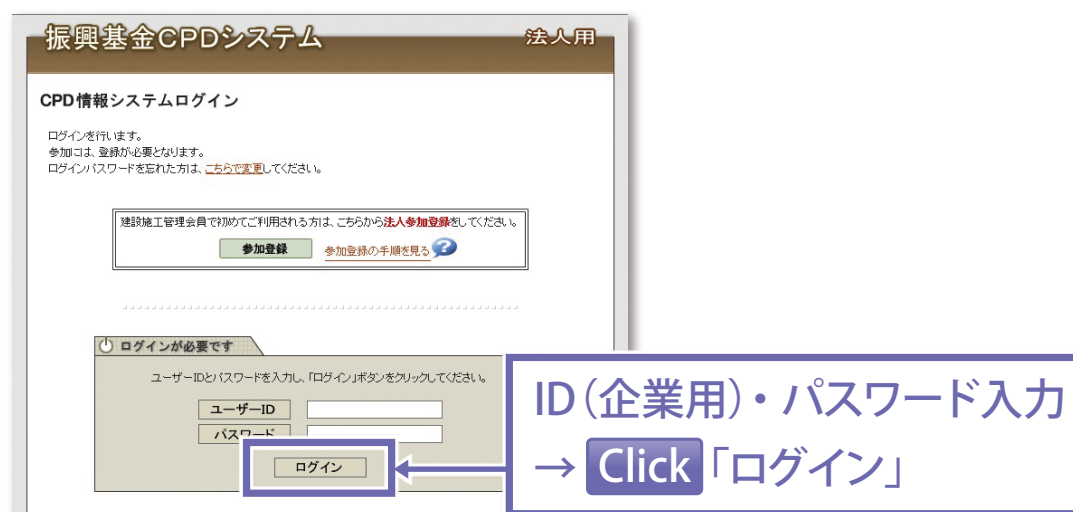 振興基金CPDシステム 法人用
CPD情報システムログイン
ログインを行います。
参加には、登録が必要となります。
ログインパスワードを忘れた方は、こちらで変更してください。
建設施工管理会員で初めてご利用される方は、こちらから法人参加登録をしてください。
参加登録 参加登録の手順を見る ?
ログインが必要です
ユーザーIDとパスワードを入力し、「ログイン」ボタンをクリックしてください。
ユーザーID
パスワード
ログイン
ID(企業用)・パスワード入力
→ Click 「ログイン」